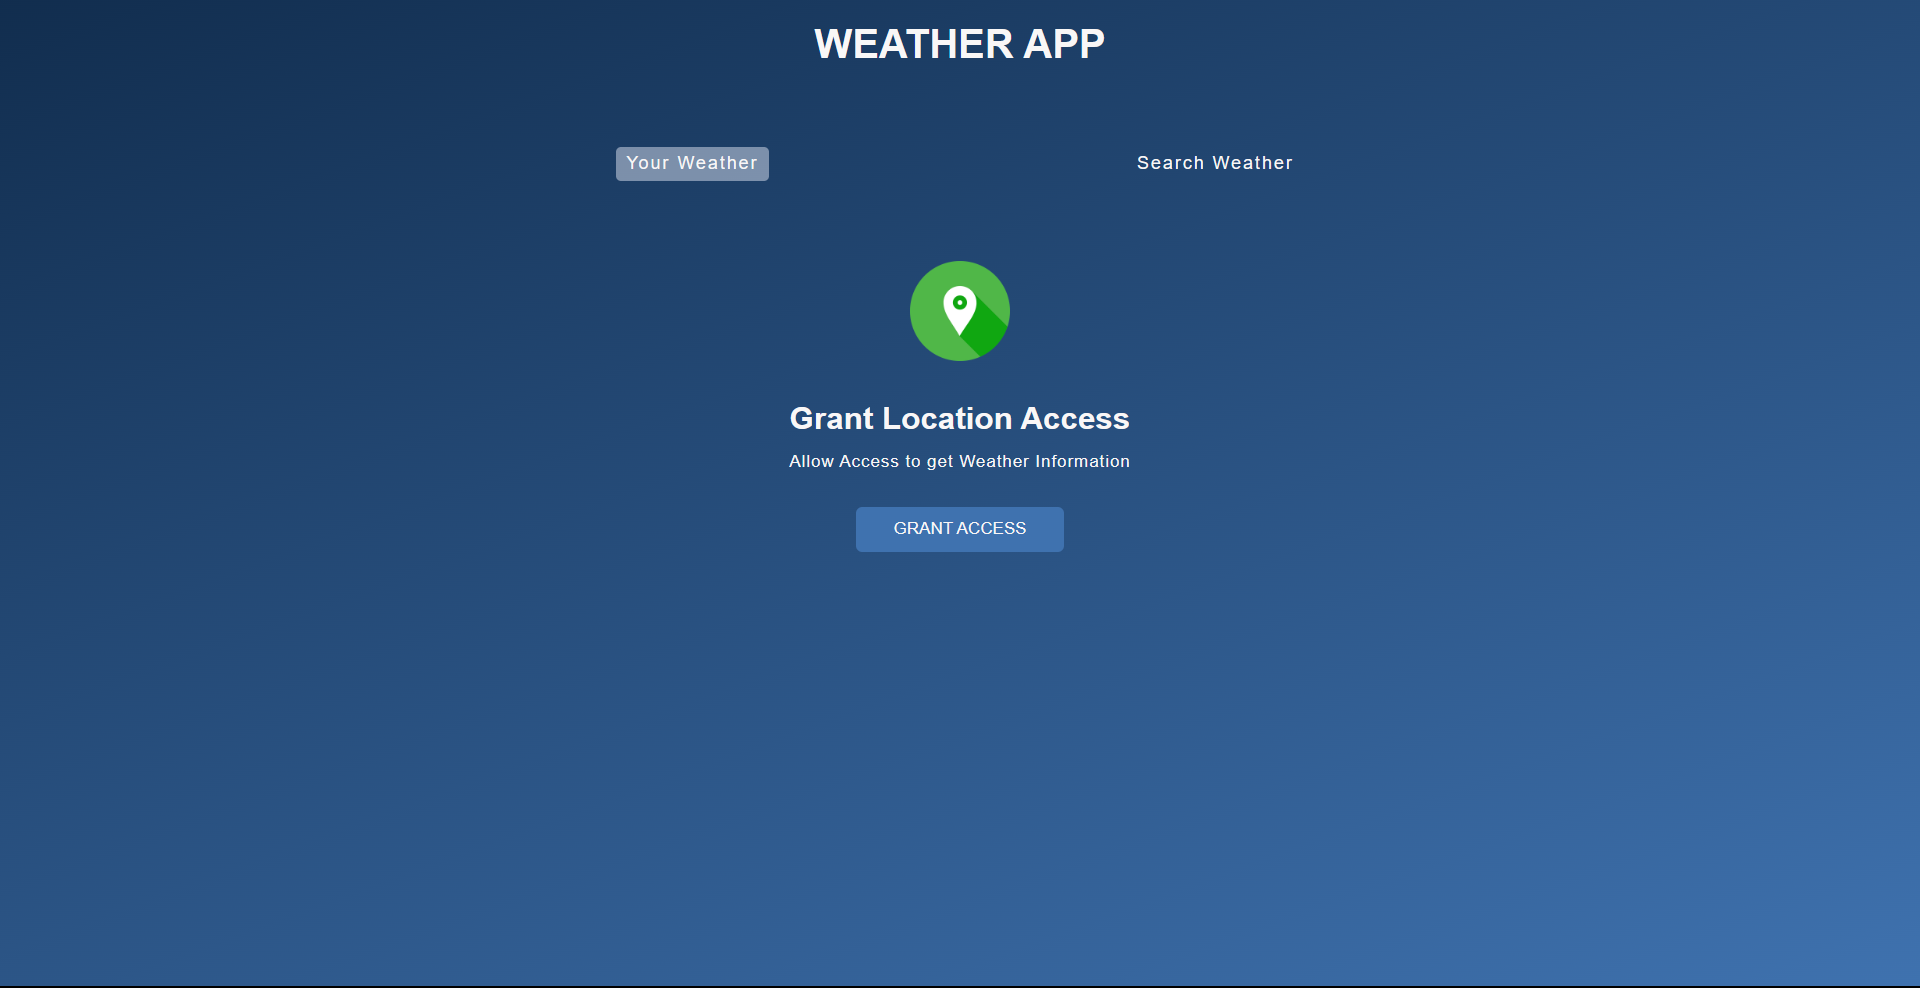 WEATHER APP
Your Weather
Search Weather
Grant Location Access
Allow Access to get Weather Information
GRANT ACCESS